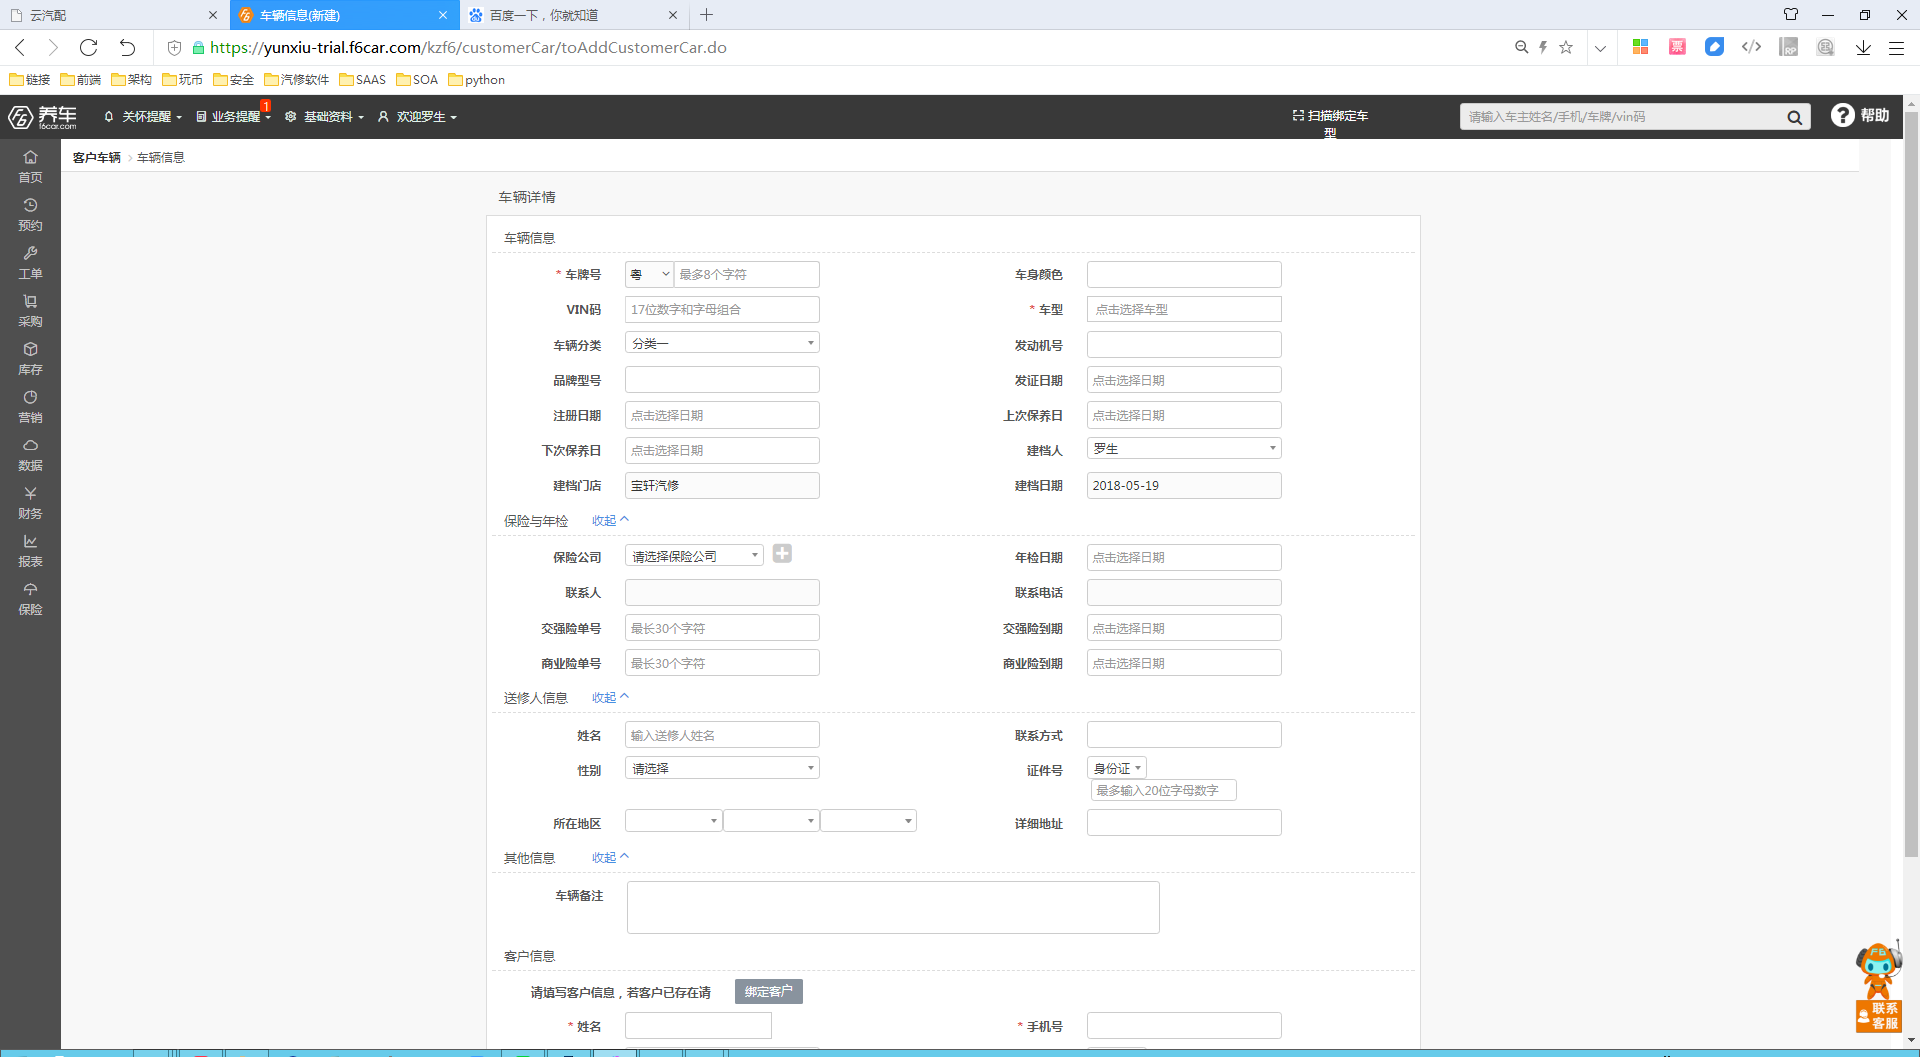 云汽配
车辆信息(新建)
百度一下，你就知道
https://yunxiu-trial.f6car.com/kzf6/customerCar/toAddCustomerCar.do
票
RP
链接 前端 架构 玩币 安全 汽修软件 SAAS SOA python
F6 养车
f6car.com
关怀提醒 业务提醒 1 基础资料 欢迎罗生
扫描绑定车型
请输入车主姓名/手机/车牌/vin码
? 帮助
首页
预约
工单
采购
库存
营销
数据
财务
报表
保险
客户车辆 > 车辆信息
车辆详情
车辆信息
* 车牌号 粤 最多8个字符 车身颜色
VIN码 17位数字和字母组合 * 车型 点击选择车型
车辆分类 分类一 发动机号
品牌型号 发证日期 点击选择日期
注册日期 点击选择日期 上次保养日 点击选择日期
下次保养日 点击选择日期 建档人 罗生
建档门店 宝轩汽修 建档日期 2018-05-19
保险与年检 收起
保险公司 请选择保险公司 年检日期 点击选择日期
联系人 联系电话
交强险单号 最长30个字符 交强险到期 点击选择日期
商业险单号 最长30个字符 商业险到期 点击选择日期
送修人信息 收起
姓名 输入送修人姓名 联系方式
性别 请选择 证件号 身份证
最多输入20位字母数字
所在地区 详细地址
其他信息 收起
车辆备注
客户信息
请填写客户信息，若客户已存在请 绑定客户
* 姓名 * 手机号
F6
联系
客服